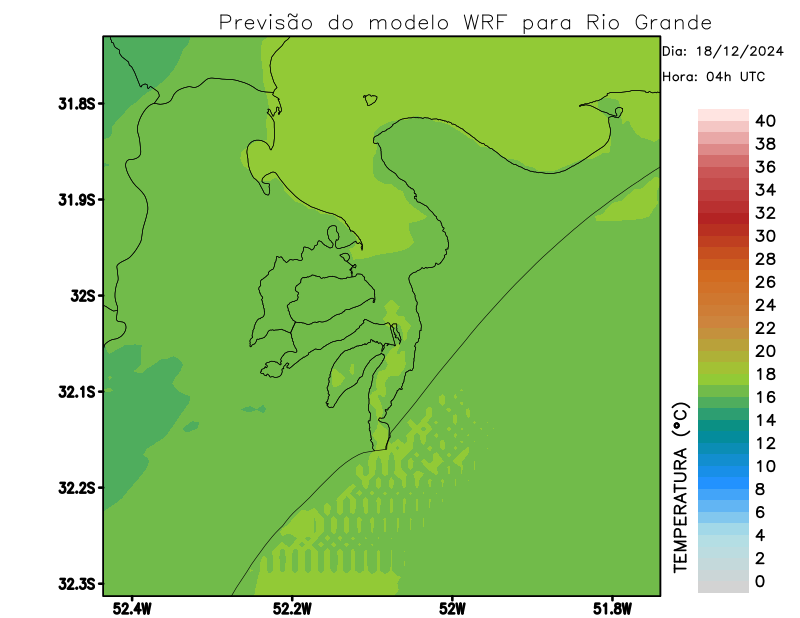 Previsão do modelo WRF para Rio Grande
Dia: 18/12/2024
Hora: 04h UTC
31.8S
31.9S
32S
32.1S
32.2S
32.3S
52.4W
52.2W
52W
51.8W
TEMPERATURA (°C)
40
38
36
34
32
30
28
26
24
22
20
18
16
14
12
10
8
6
4
2
0